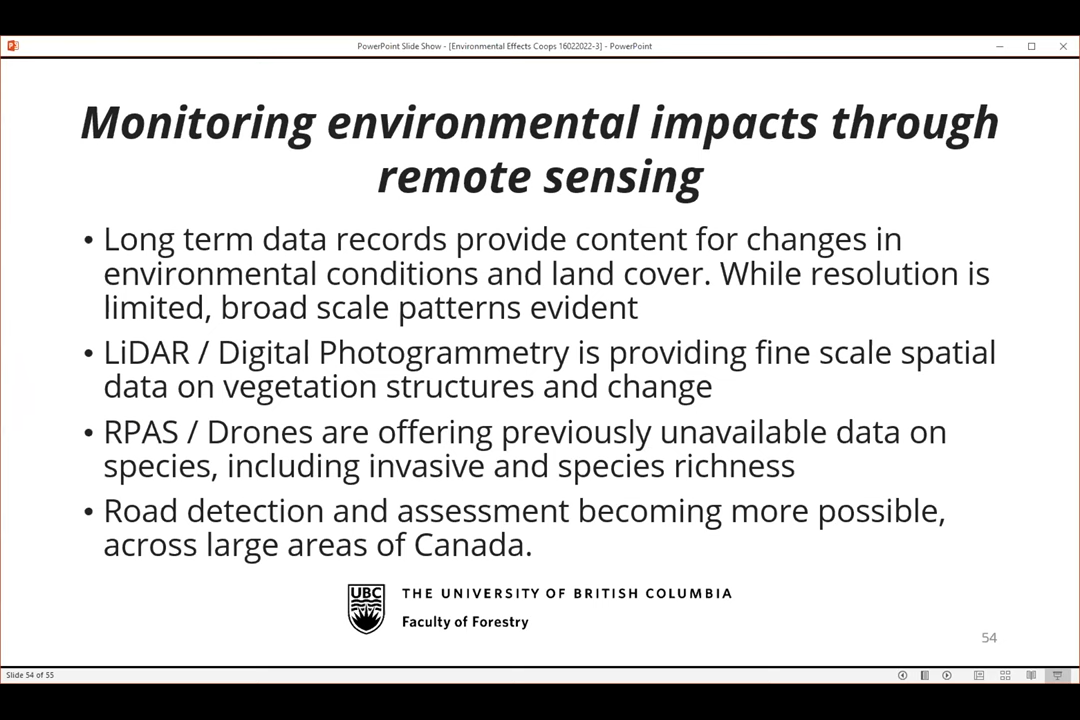 PowerPoint Slide Show - [Environmental Effects Coops 16022022-3] - PowerPoint
Monitoring environmental impacts through
remote sensing
• Long term data records provide content for changes in
environmental conditions and land cover. While resolution is
limited, broad scale patterns evident
• LiDAR / Digital Photogrammetry is providing fine scale spatial
data on vegetation structures and change
• RPAS / Drones are offering previously unavailable data on
species, including invasive and species richness
• Road detection and assessment becoming more possible,
across large areas of Canada.
UBC
THE UNIVERSITY OF BRITISH COLUMBIA
Faculty of Forestry
54
Slide 54 of 55